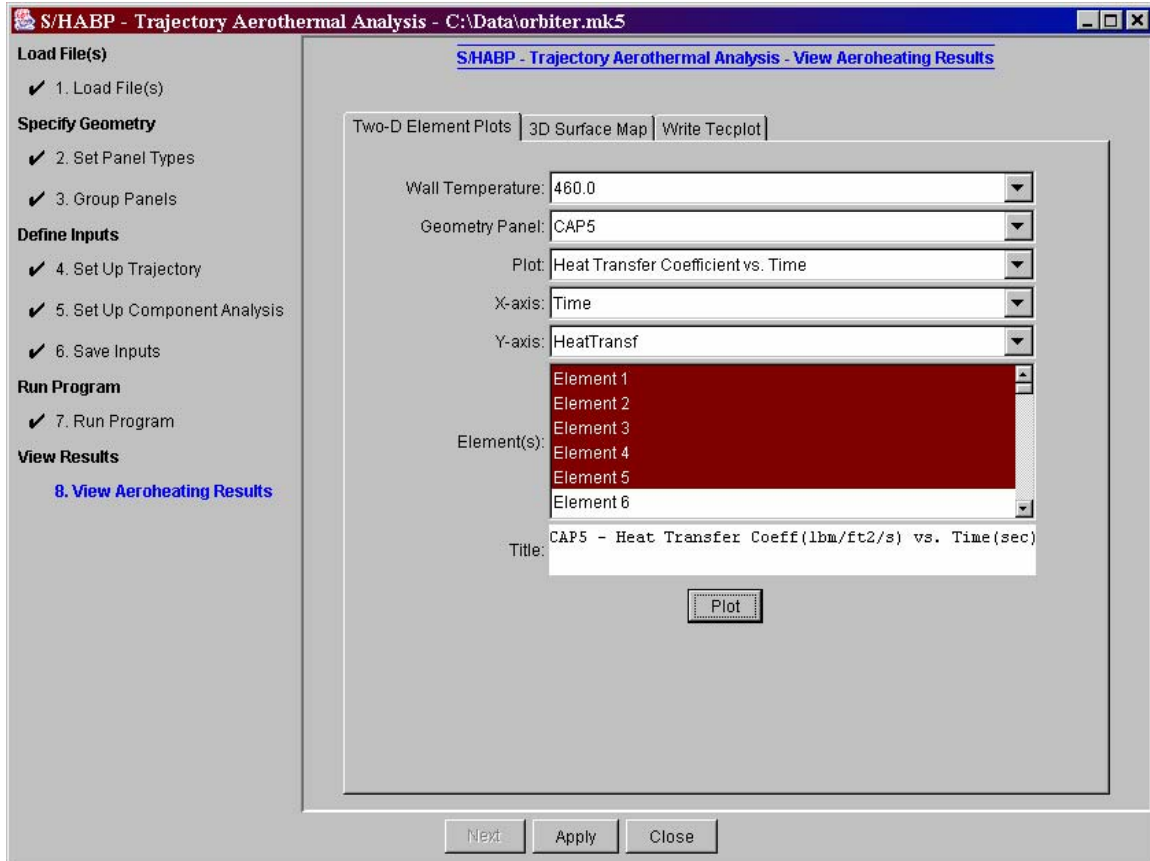 S/HABP - Trajectory Aerothermal Analysis - C:\Data\orbiter.mk5
Load File(s)
✔ 1. Load File(s)
Specify Geometry
✔ 2. Set Panel Types
✔ 3. Group Panels
Define Inputs
✔ 4. Set Up Trajectory
✔ 5. Set Up Component Analysis
✔ 6. Save Inputs
Run Program
✔ 7. Run Program
View Results
8. View Aeroheating Results
S/HABP - Trajectory Aerothermal Analysis - View Aeroheating Results
Two-D Element Plots 3D Surface Map Write Tecplot
Wall Temperature: 460.0
Geometry Panel: CAP5
Plot: Heat Transfer Coefficient vs. Time
X-axis: Time
Y-axis: HeatTransf
Element(s):
Element 1
Element 2
Element 3
Element 4
Element 5
Element 6
Title: CAP5 - Heat Transfer Coeff(lbm/ft2/s) vs. Time(sec)
Plot
Next Apply Close